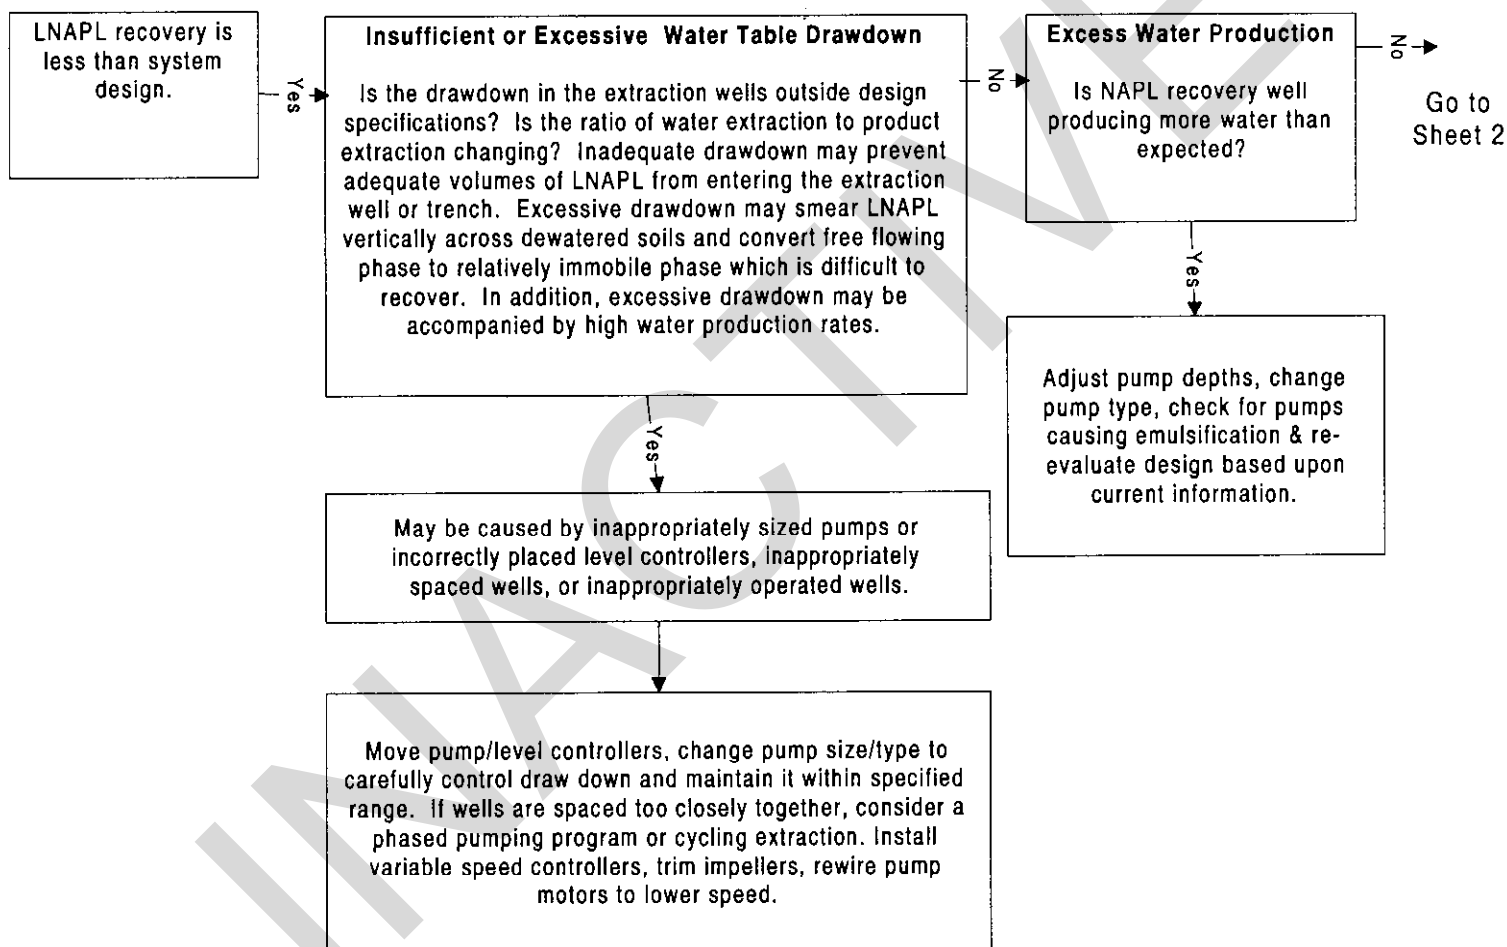 LNAPL recovery is
less than system
design.
Yes
Insufficient or Excessive Water Table Drawdown
Is the drawdown in the extraction wells outside design
specifications? Is the ratio of water extraction to product
extraction changing? Inadequate drawdown may prevent
adequate volumes of LNAPL from entering the extraction
well or trench. Excessive drawdown may smear LNAPL
vertically across dewatered soils and convert free flowing
phase to relatively immobile phase which is difficult to
recover. In addition, excessive drawdown may be
accompanied by high water production rates.
No
Excess Water Production
Is NAPL recovery well
producing more water than
expected?
No
Go to
Sheet 2
Yes
Adjust pump depths, change
pump type, check for pumps
causing emulsification & re-
evaluate design based upon
current information.
Yes
May be caused by inappropriately sized pumps or
incorrectly placed level controllers, inappropriately
spaced wells, or inappropriately operated wells.
Move pump/level controllers, change pump size/type to
carefully control draw down and maintain it within specified
range. If wells are spaced too closely together, consider a
phased pumping program or cycling extraction. Install
variable speed controllers, trim impellers, rewire pump
motors to lower speed.
INACTIVE